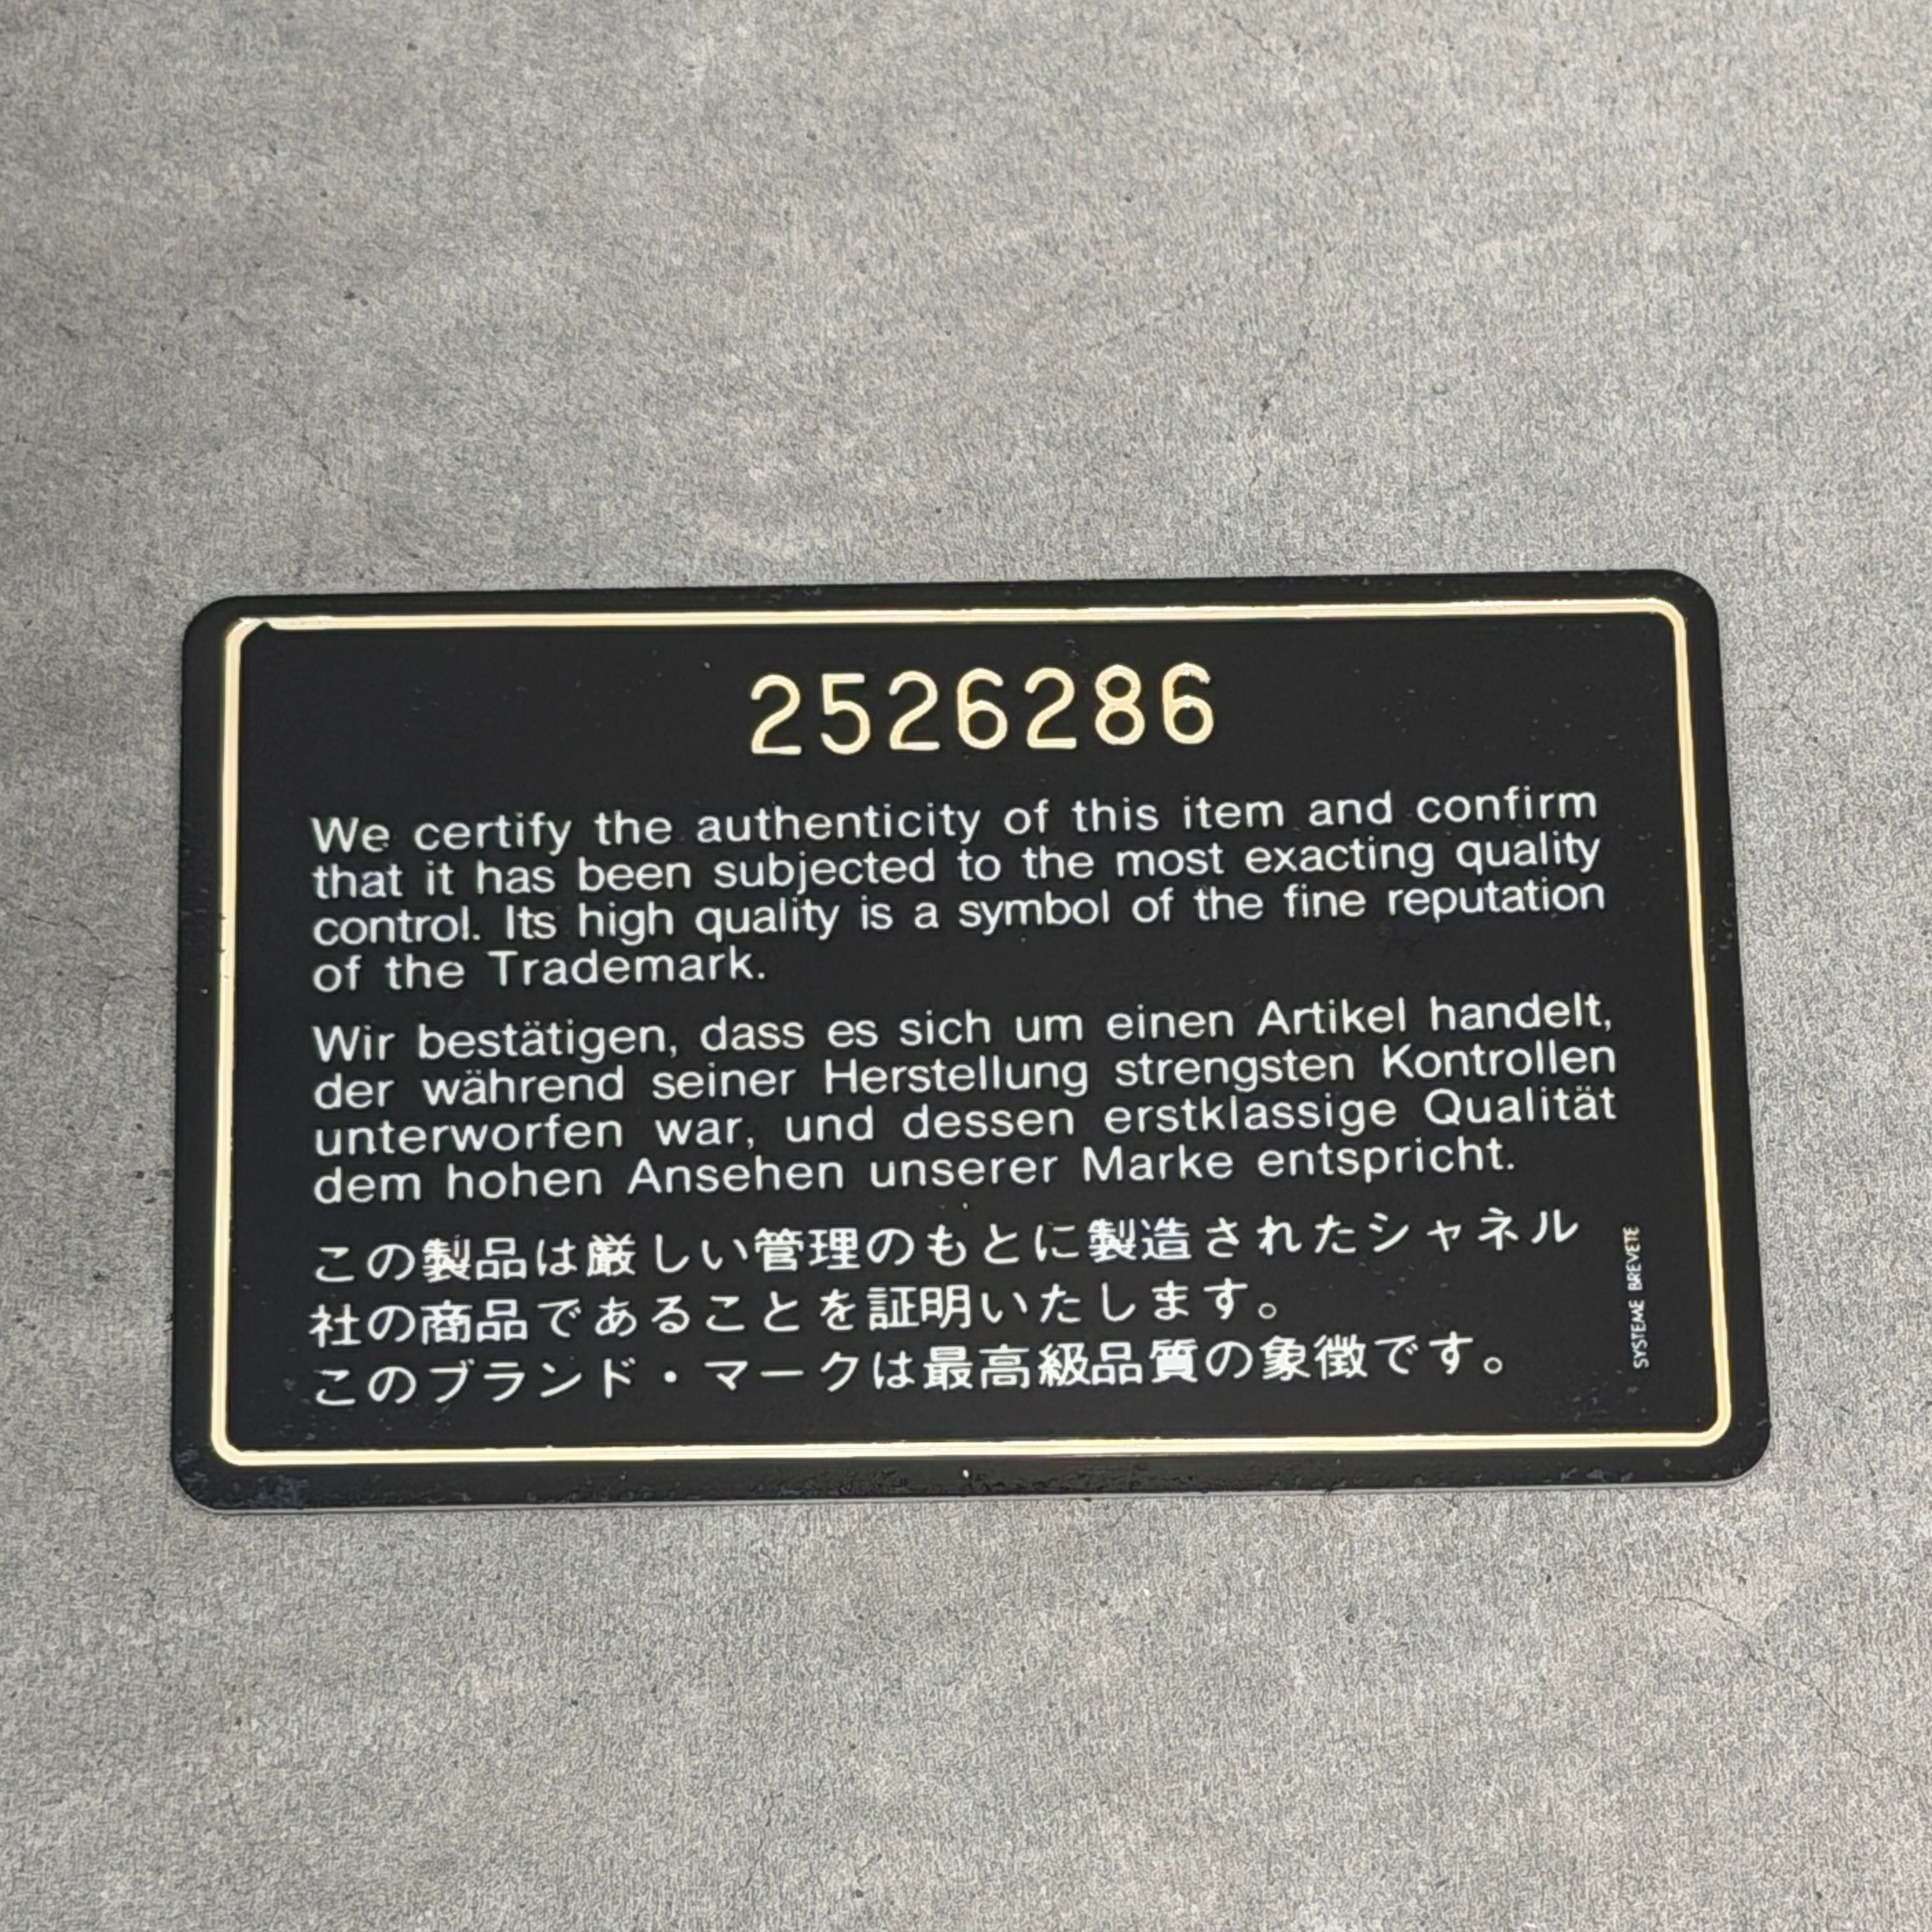 2526286
We certify the authenticity of this item and confirm
that it has been subjected to the most exacting quality
control. Its high quality is a symbol of the fine reputation
of the Trademark.
Wir bestätigen, dass es sich um einen Artikel handelt,
der während seiner Herstellung strengsten Kontrollen
unterworfen war, und dessen erstklassige Qualität
dem hohen Ansehen unserer Marke entspricht.
この製品は厳しい管理のもとに製造されたシャネル
社の商品であることを証明いたします。
このブランド・マークは最高級品質の象徴です。
SYSTEME BREVETE